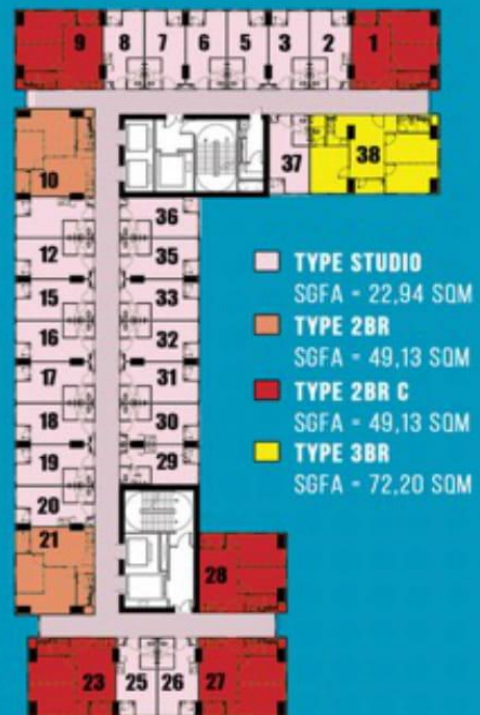 9 8 7 6 5 3 2 1
10
37 38
36
12 35
15 33
16 32
17 31
18 30
19 29
20
21
28
23 25 26 27
TYPE STUDIO
SGFA - 22,94 SQM
TYPE 2BR
SGFA - 49,13 SQM
TYPE 2BR C
SGFA - 49,13 SQM
TYPE 3BR
SGFA - 72,20 SQM